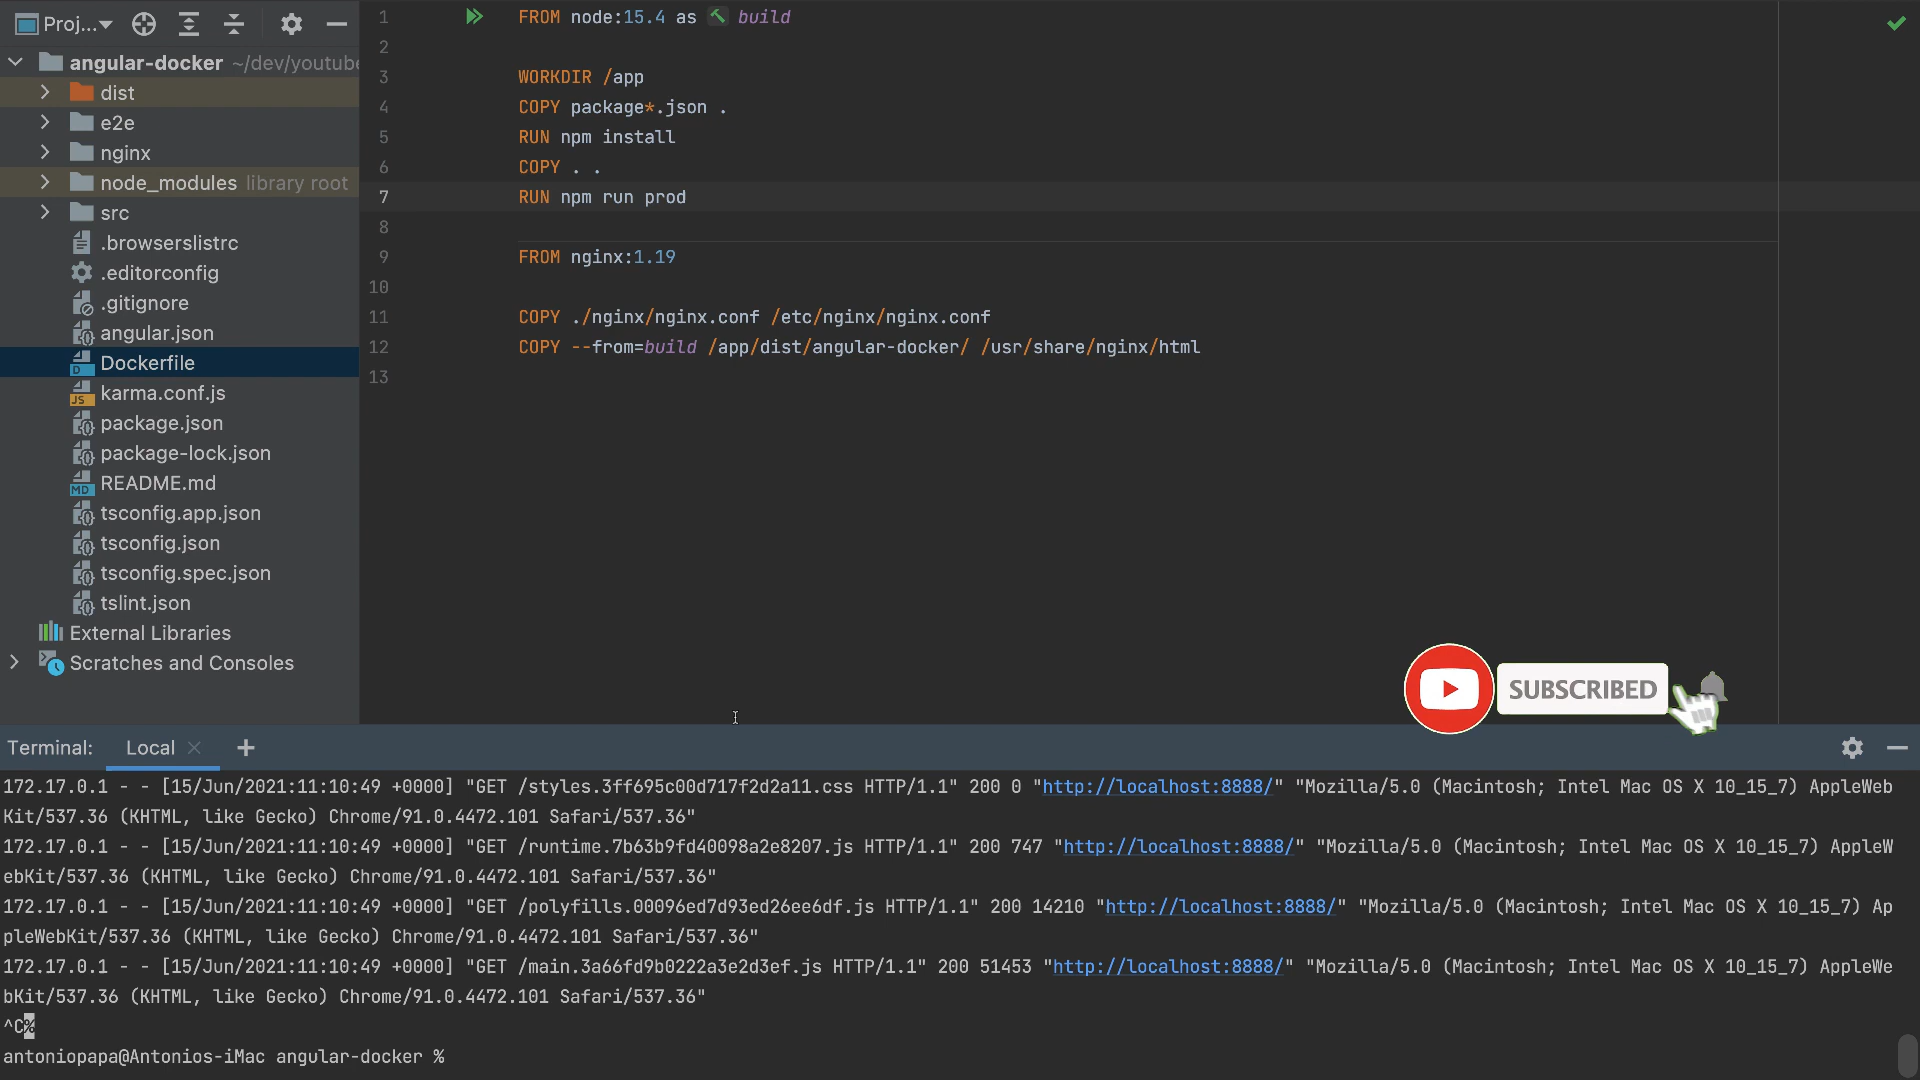 Proj...
angular-docker ~/dev/youtube
dist
e2e
nginx
node_modules library root
src
.browserslistrc
.editorconfig
.gitignore
angular.json
Dockerfile
karma.conf.js
package.json
package-lock.json
README.md
tsconfig.app.json
tsconfig.json
tsconfig.spec.json
tslint.json
External Libraries
Scratches and Consoles
1 FROM node:15.4 as build
2
3 WORKDIR /app
4 COPY package*.json .
5 RUN npm install
6 COPY . .
7 RUN npm run prod
8
9 FROM nginx:1.19
10
11 COPY ./nginx/nginx.conf /etc/nginx/nginx.conf
12 COPY --from=build /app/dist/angular-docker/ /usr/share/nginx/html
13
SUBSCRIBED
Terminal: Local
172.17.0.1 - - [15/Jun/2021:11:10:49 +0000] "GET /styles.3ff695c00d717f2d2a11.css HTTP/1.1" 200 0 "http://localhost:8888/" "Mozilla/5.0 (Macintosh; Intel Mac OS X 10_15_7) AppleWeb
Kit/537.36 (KHTML, like Gecko) Chrome/91.0.4472.101 Safari/537.36"
172.17.0.1 - - [15/Jun/2021:11:10:49 +0000] "GET /runtime.7b63b9fd40098a2e8207.js HTTP/1.1" 200 747 "http://localhost:8888/" "Mozilla/5.0 (Macintosh; Intel Mac OS X 10_15_7) AppleW
ebKit/537.36 (KHTML, like Gecko) Chrome/91.0.4472.101 Safari/537.36"
172.17.0.1 - - [15/Jun/2021:11:10:49 +0000] "GET /polyfills.00096ed7d93ed26ee6df.js HTTP/1.1" 200 14210 "http://localhost:8888/" "Mozilla/5.0 (Macintosh; Intel Mac OS X 10_15_7) Ap
pleWebKit/537.36 (KHTML, like Gecko) Chrome/91.0.4472.101 Safari/537.36"
172.17.0.1 - - [15/Jun/2021:11:10:49 +0000] "GET /main.3a66fd9b0222a3e2d3ef.js HTTP/1.1" 200 51453 "http://localhost:8888/" "Mozilla/5.0 (Macintosh; Intel Mac OS X 10_15_7) AppleWe
bKit/537.36 (KHTML, like Gecko) Chrome/91.0.4472.101 Safari/537.36"
^C%
antoniopapa@Antonios-iMac angular-docker %